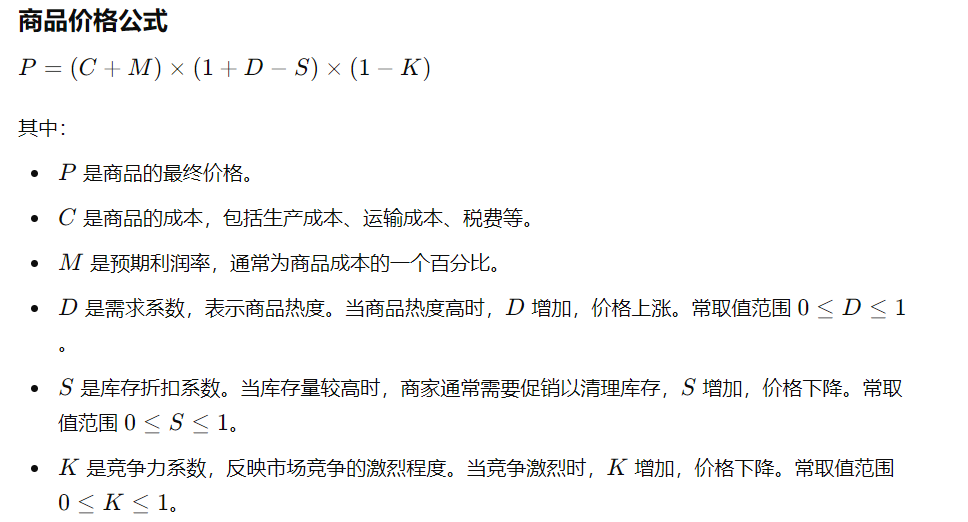 商品价格公式
P = (C + M) × (1 + D − S) × (1 − K)
其中：
• P 是商品的最终价格。
• C 是商品的成本，包括生产成本、运输成本、税费等。
• M 是预期利润率，通常为商品成本的一个百分比。
• D 是需求系数，表示商品热度。当商品热度高时，D 增加，价格上涨。常取值范围 0 ≤ D ≤ 1
。
• S 是库存折扣系数。当库存量较高时，商家通常需要促销以清理库存，S 增加，价格下降。常取
值范围 0 ≤ S ≤ 1。
• K 是竞争力系数，反映市场竞争的激烈程度。当竞争激烈时，K 增加，价格下降。常取值范围
0 ≤ K ≤ 1。